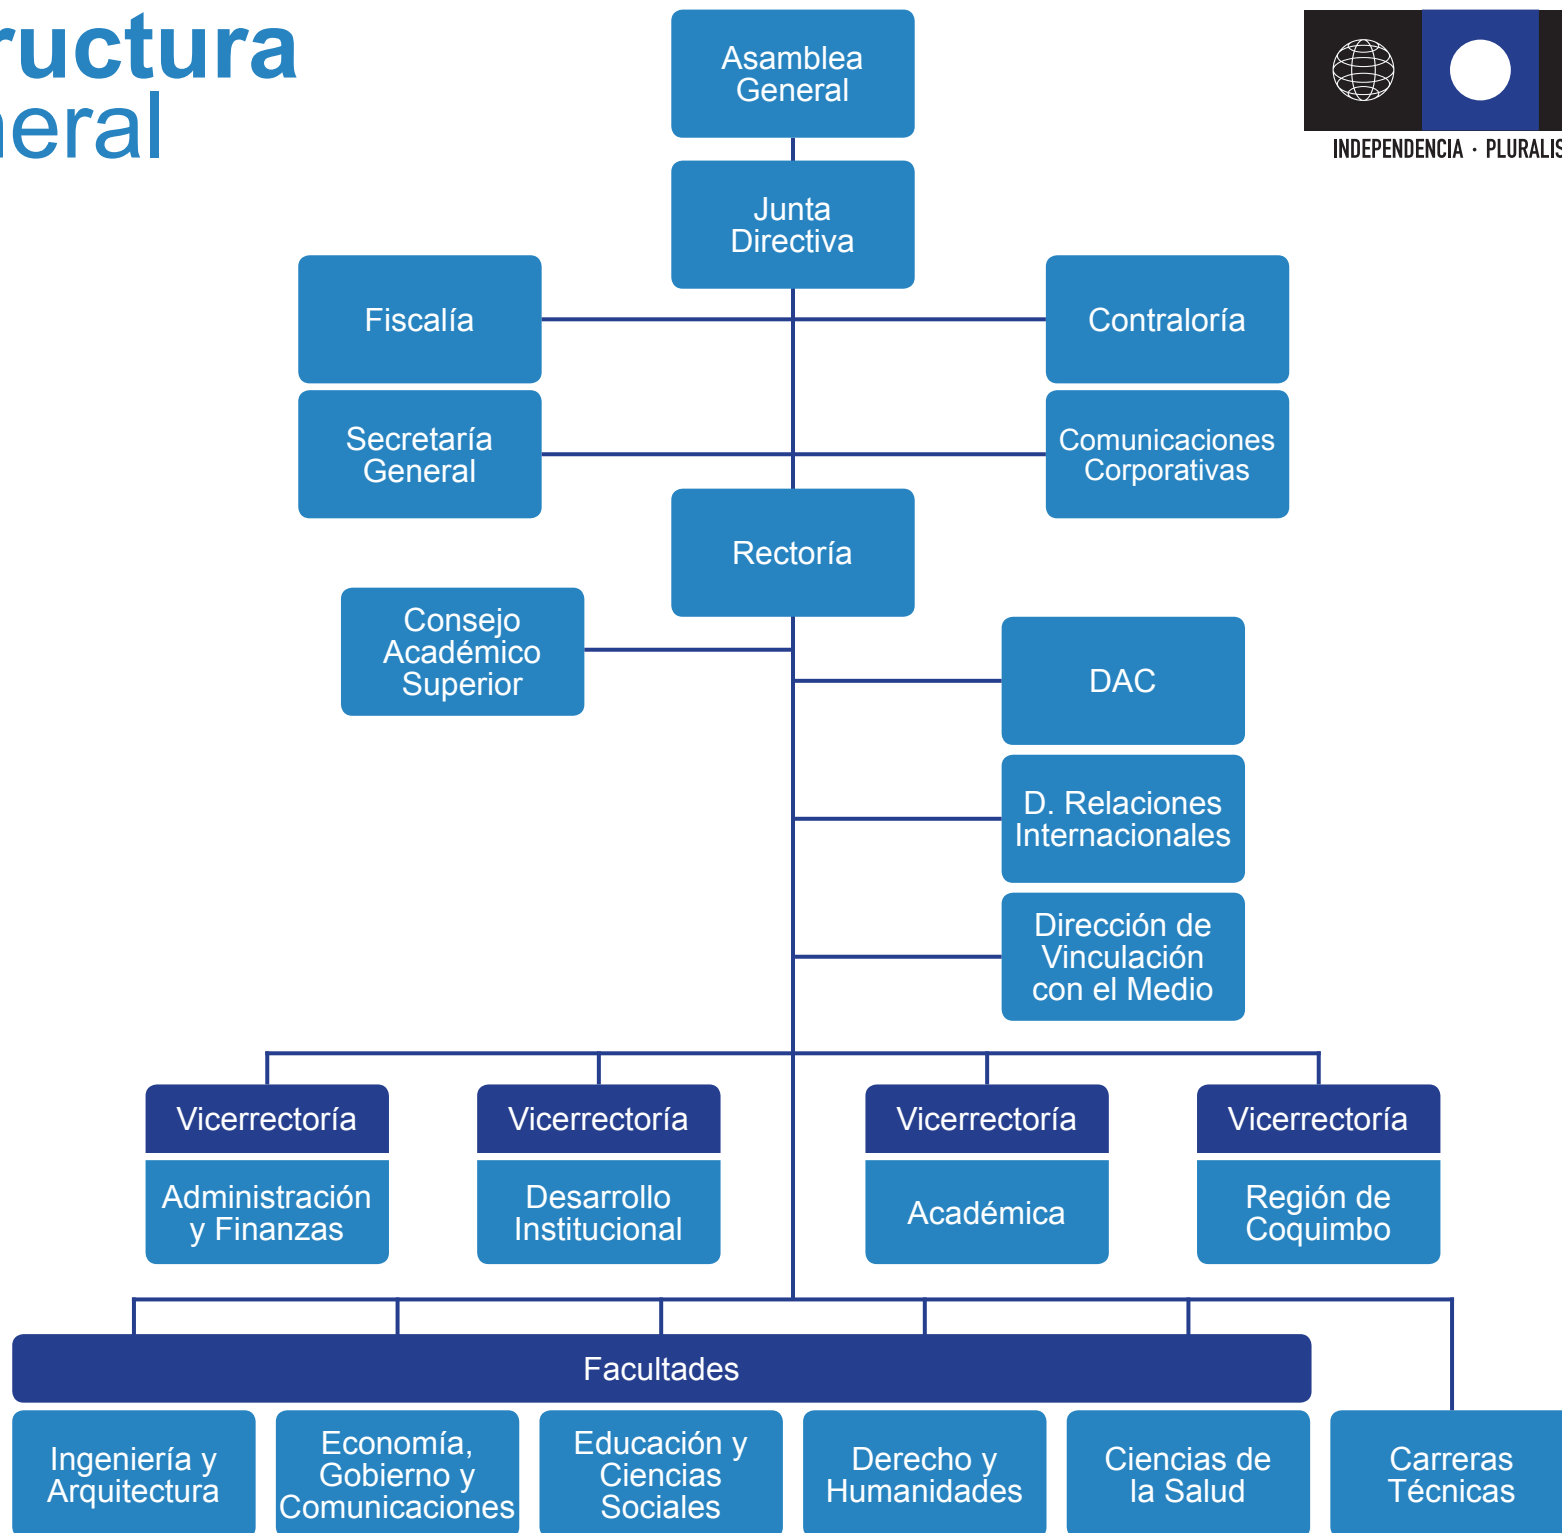 ructura
neral
INDEPENDENCIA · PLURALIS
Asamblea
General
Junta
Directiva
Fiscalía
Contraloría
Secretaría
General
Comunicaciones
Corporativas
Rectoría
Consejo
Académico
Superior
DAC
D. Relaciones
Internacionales
Dirección de
Vinculación
con el Medio
Vicerrectoría
Administración
y Finanzas
Vicerrectoría
Desarrollo
Institucional
Vicerrectoría
Académica
Vicerrectoría
Región de
Coquimbo
Facultades
Ingeniería y
Arquitectura
Economía,
Gobierno y
Comunicaciones
Educación y
Ciencias
Sociales
Derecho y
Humanidades
Ciencias de
la Salud
Carreras
Técnicas